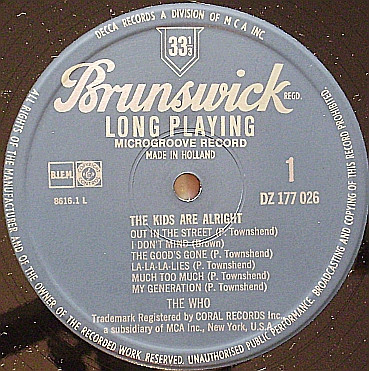 DECCA RECORDS A DIVISION OF M C A INC.
33⅓
Brunswick REGD.
LONG PLAYING
MICROGROOVE RECORD
MADE IN HOLLAND
1
B.I.E.M.
8616.1 L
DZ 177 026
THE KIDS ARE ALRIGHT
OUT IN THE STREET (P. Townshend)
I DON'T MIND (Brown)
THE GOOD'S GONE (P. Townshend)
LA-LA-LA-LIES (P. Townshend)
MUCH TOO MUCH (P. Townshend)
MY GENERATION (P. Townshend)
THE WHO
Trademark Registered by CORAL RECORDS Inc.,
a subsidiary of MCA Inc., New York, U.S.A.
ALL RIGHTS OF THE MANUFACTURER AND OF THE OWNER OF THE RECORDED WORK RESERVED. UNAUTHORISED PUBLIC PERFORMANCE, BROADCASTING AND COPYING OF THIS RECORD PROHIBITED.